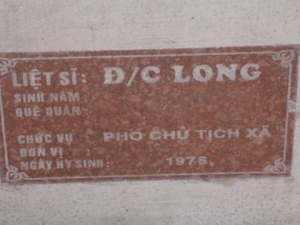 LIỆT SĨ: Đ/C LONG
SINH NĂM:
QUÊ QUÁN:
CHỨC VỤ : PHÓ CHỦ TỊCH XÃ
ĐƠN VỊ :
NGÀY HY SINH: 1975